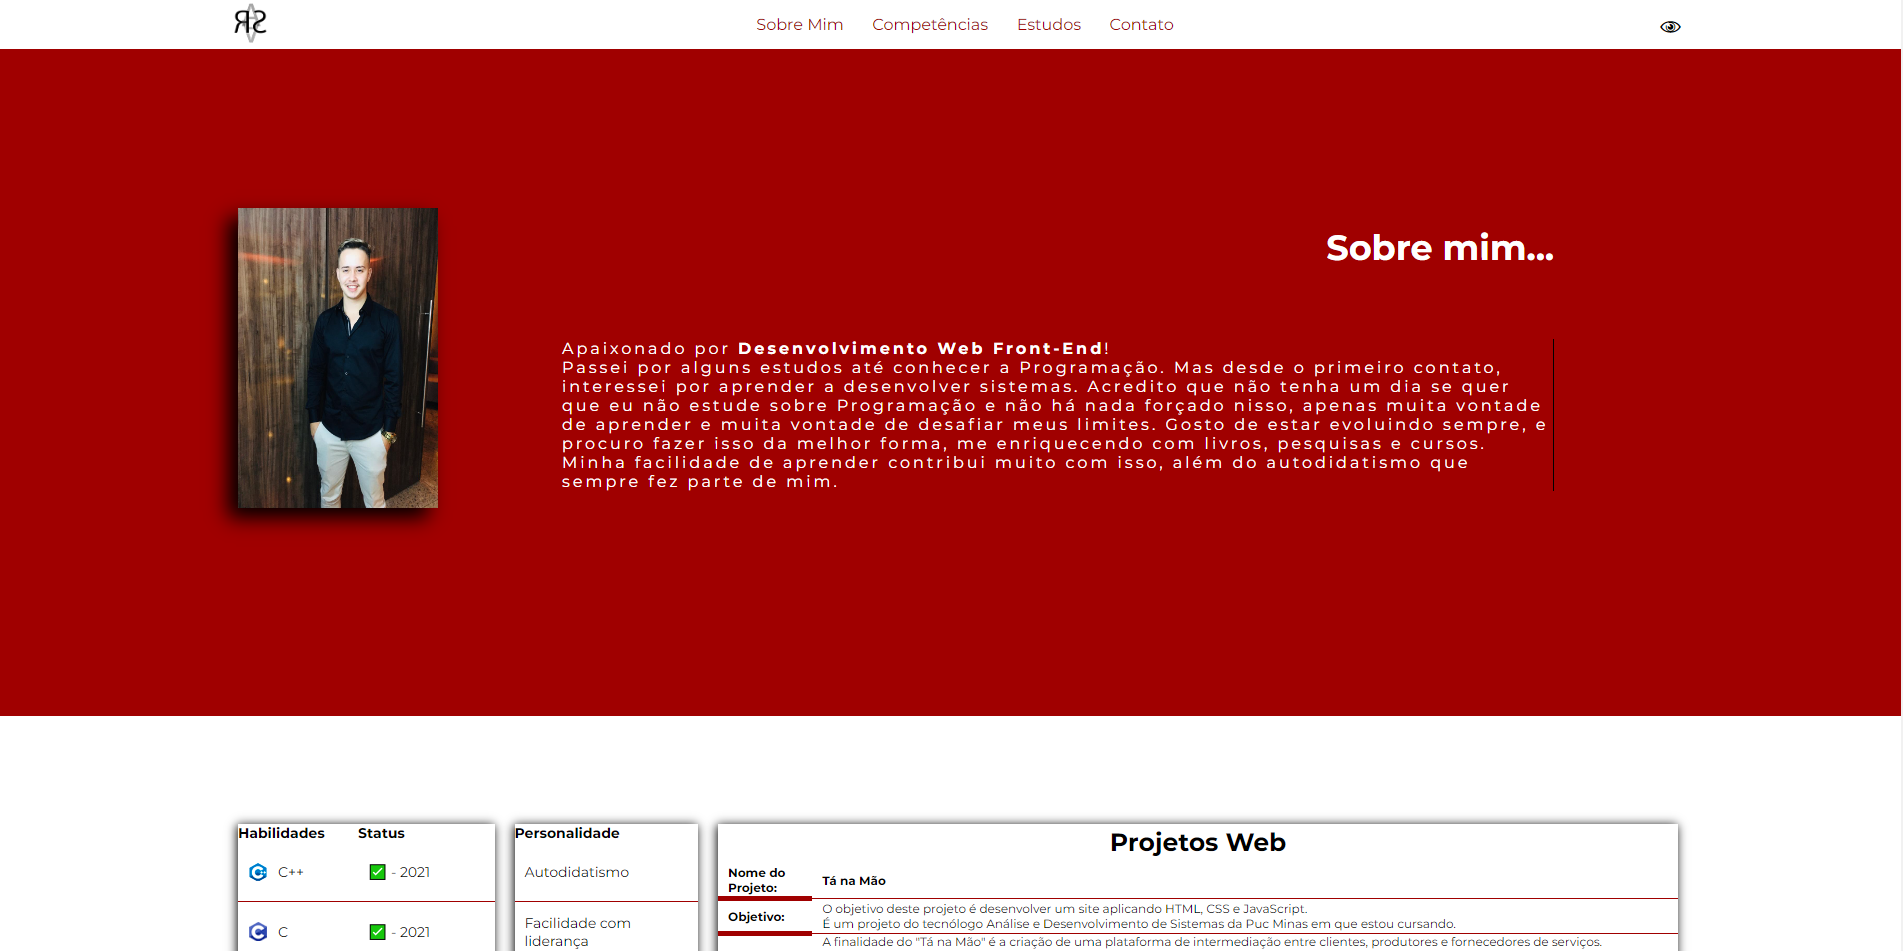 Sobre Mim Competências Estudos Contato
Sobre mim...
Apaixonado por Desenvolvimento Web Front-End!
Passei por alguns estudos até conhecer a Programação. Mas desde o primeiro contato,
interessei por aprender a desenvolver sistemas. Acredito que não tenha um dia se quer
que eu não estude sobre Programação e não há nada forçado nisso, apenas muita vontade
de aprender e muita vontade de desafiar meus limites. Gosto de estar evoluindo sempre, e
procuro fazer isso da melhor forma, me enriquecendo com livros, pesquisas e cursos.
Minha facilidade de aprender contribui muito com isso, além do autodidatismo que
sempre fez parte de mim.
Habilidades Status
C++ ✅ - 2021
C ✅ - 2021
Personalidade
Autodidatismo
Facilidade com
liderança
Projetos Web
Nome do
Projeto:
Tá na Mão
Objetivo:
O objetivo deste projeto é desenvolver um site aplicando HTML, CSS e JavaScript.
É um projeto do tecnólogo Análise e Desenvolvimento de Sistemas da Puc Minas em que estou cursando.
A finalidade do "Tá na Mão" é a criação de uma plataforma de intermediação entre clientes, produtores e fornecedores de serviços.